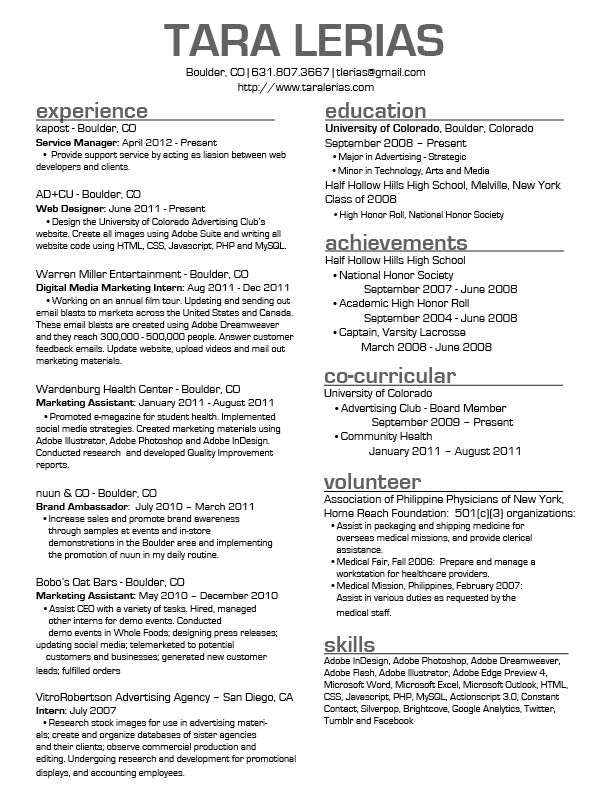 TARA LERIAS
Boulder, CO|631.807.3667|tlerias@gmail.com
http://www.taralerias.com
experience
kapost - Boulder, CO
Service Manager: April 2012 - Present
• Provide support service by acting as liasion between web
developers and clients.
AD+CU - Boulder, CO
Web Designer: June 2011 - Present
• Design the University of Colorado Advertising Club's
website. Create all images using Adobe Suite and writing all
website code using HTML, CSS, Javascript, PHP and MySQL.
Warren Miller Entertainment - Boulder, CO
Digital Media Marketing Intern: Aug 2011 - Dec 2011
• Working on an annual film tour. Updating and sending out
email blasts to markets across the United States and Canada.
These email blasts are created using Adobe Dreamweaver
and they reach 300,000 - 500,000 people. Answer customer
feedback emails. Update website, upload videos and mail out
marketing materials.
Wardenburg Health Center - Boulder, CO
Marketing Assistant: January 2011 - August 2011
• Promoted e-magazine for student health. Implemented
social media strategies. Created marketing materials using
Adobe Illustrator, Adobe Photoshop and Adobe InDesign.
Conducted research and developed Quality Improvement
reports.
nuun & CO - Boulder, CO
Brand Ambassador: July 2010 – March 2011
• Increase sales and promote brand awareness
through samples at events and in-store
demonstrations in the Boulder area and implementing
the promotion of nuun in my daily routine.
Bobo's Oat Bars - Boulder, CO
Marketing Assistant: May 2010 – December 2010
• Assist CEO with a variety of tasks. Hired, managed
other interns for demo events. Conducted
demo events in Whole Foods; designing press releases;
updating social media; telemarketed to potential
customers and businesses; generated new customer
leads; fulfilled orders
VitroRobertson Advertising Agency – San Diego, CA
Intern: July 2007
• Research stock images for use in advertising materi-
als; create and organize databases of sister agencies
and their clients; observe commercial production and
editing. Undergoing research and development for promotional
displays, and accounting employees.
education
University of Colorado, Boulder, Colorado
September 2008 – Present
• Major in Advertising - Strategic
• Minor in Technology, Arts and Media
Half Hollow Hills High School, Melville, New York
Class of 2008
• High Honor Roll, National Honor Society
achievements
Half Hollow Hills High School
• National Honor Society
September 2007 - June 2008
• Academic High Honor Roll
September 2004 - June 2008
• Captain, Varsity Lacrosse
March 2008 - June 2008
co-curricular
University of Colorado
• Advertising Club - Board Member
September 2009 – Present
• Community Health
January 2011 – August 2011
volunteer
Association of Philippine Physicians of New York,
Home Reach Foundation: 501(c)(3) organizations:
• Assist in packaging and shipping medicine for
overseas medical missions, and provide clerical
assistance.
• Medical Fair, Fall 2006: Prepare and manage a
workstation for healthcare providers.
• Medical Mission, Philippines, February 2007:
Assist in various duties as requested by the
medical staff.
skills
Adobe InDesign, Adobe Photoshop, Adobe Dreamweaver,
Adobe Flash, Adobe Illustrator, Adobe Edge Preview 4,
Microsoft Word, Microsoft Excel, Microsoft Outlook, HTML,
CSS, Javascript, PHP, MySQL, Actionscript 3.0, Constant
Contact, Silverpop, Brightcove, Google Analytics, Twitter,
Tumblr and Facebook